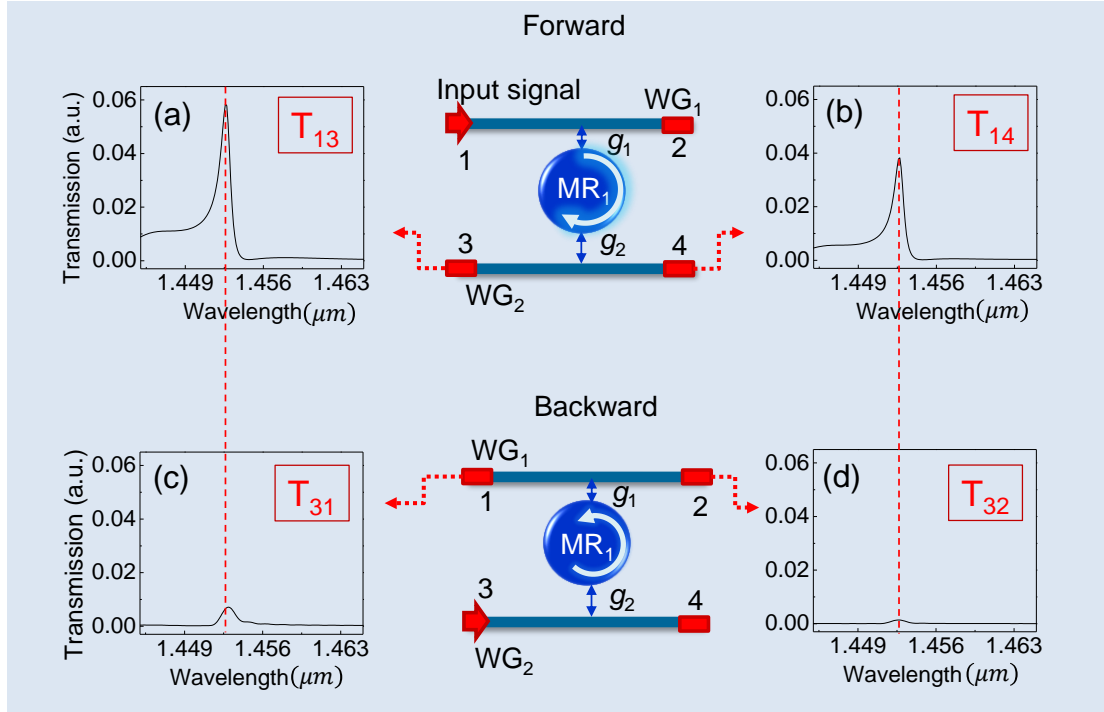 Forward
(a)
T13
Transmission (a.u.)
0.06
0.04
0.02
0.00
1.449 1.456 1.463
Wavelength(μm)
Input signal
WG1
1
2
g1
MR1
g2
3
4
WG2
(b)
T14
0.06
0.04
0.02
0.00
1.449 1.456 1.463
Wavelength(μm)
Backward
(c)
T31
Transmission (a.u.)
0.06
0.04
0.02
0.00
1.449 1.456 1.463
Wavelength(μm)
WG1
1
2
g1
MR1
g2
3
4
WG2
(d)
T32
0.06
0.04
0.02
0.00
1.449 1.456 1.463
Wavelength(μm)